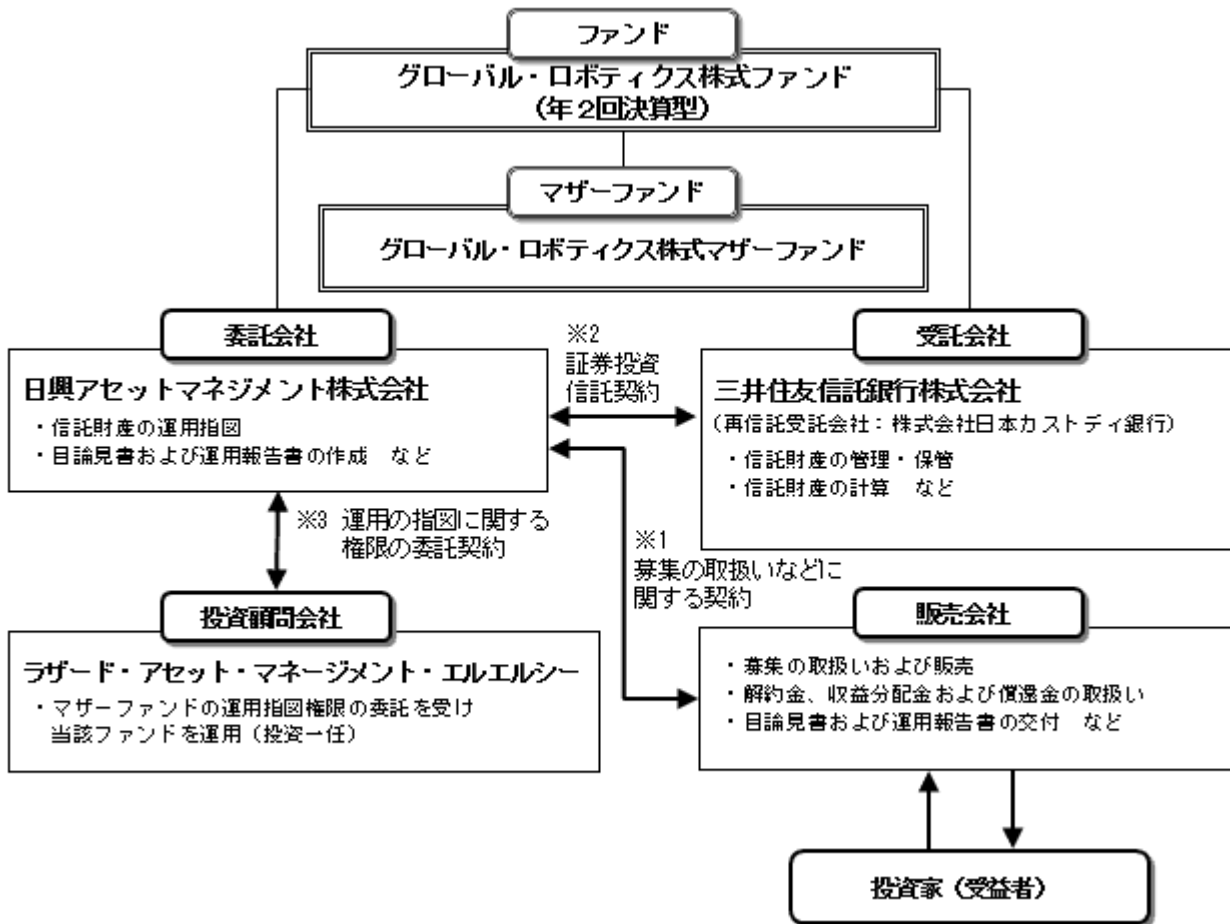 ファンド
グローバル・ロボティクス株式ファンド
（年２回決算型）
マザーファンド
グローバル・ロボティクス株式マザーファンド
委託会社
日興アセットマネジメント株式会社
・信託財産の運用指図
・目論見書および運用報告書の作成　など
※2
証券投資
信託契約
受託会社
三井住友信託銀行株式会社
（再信託受託会社：株式会社日本カストディ銀行）
・信託財産の管理・保管
・信託財産の計算　など
※3 運用の指図に関する
権限の委託契約
※1
募集の取扱いなどに
関する契約
投資顧問会社
ラザード・アセット・マネージメント・エルエルシー
・マザーファンドの運用指図権限の委託を受け
当該ファンドを運用（投資一任）
販売会社
・募集の取扱いおよび販売
・解約金、収益分配金および償還金の取扱い
・目論見書および運用報告書の交付　など
投資家（受益者）